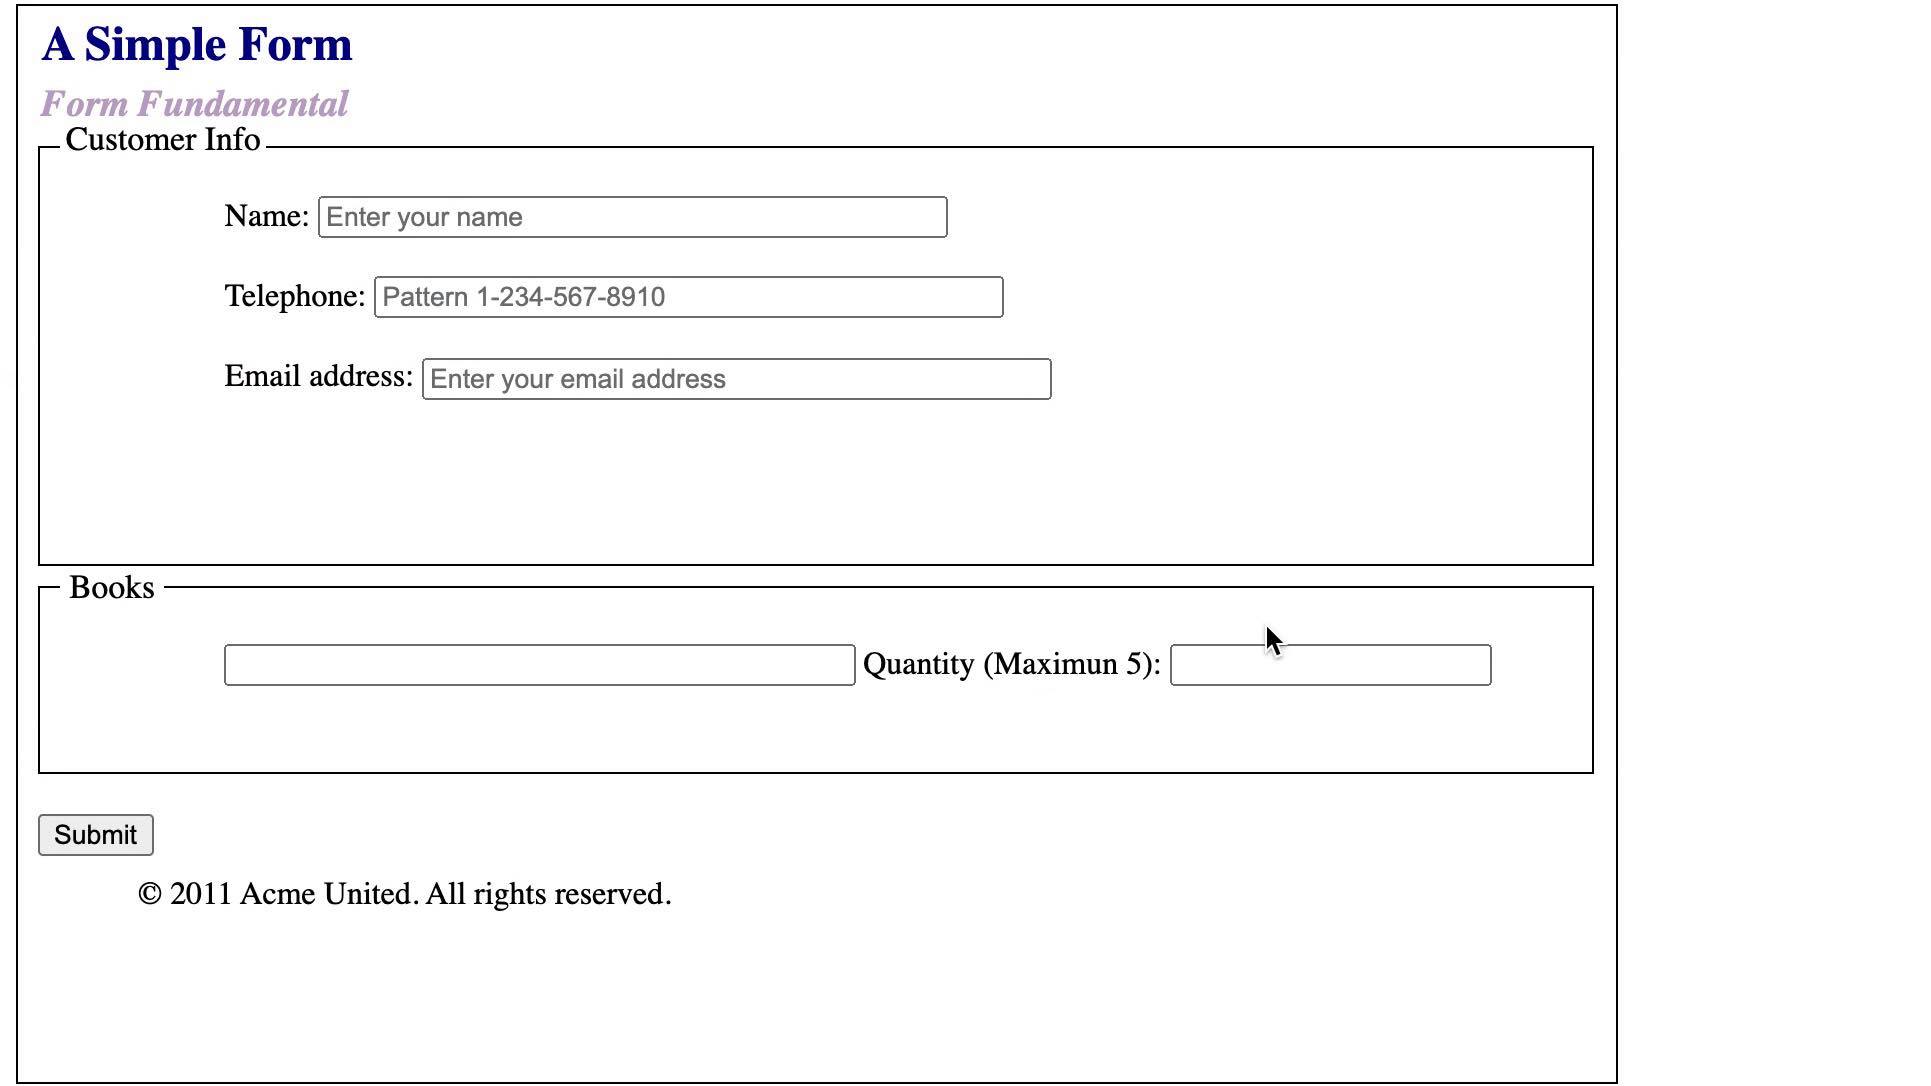 A Simple Form
Form Fundamental
Customer Info
Name: Enter your name
Telephone: Pattern 1-234-567-8910
Email address: Enter your email address
Books
Quantity (Maximun 5):
Submit
© 2011 Acme United. All rights reserved.